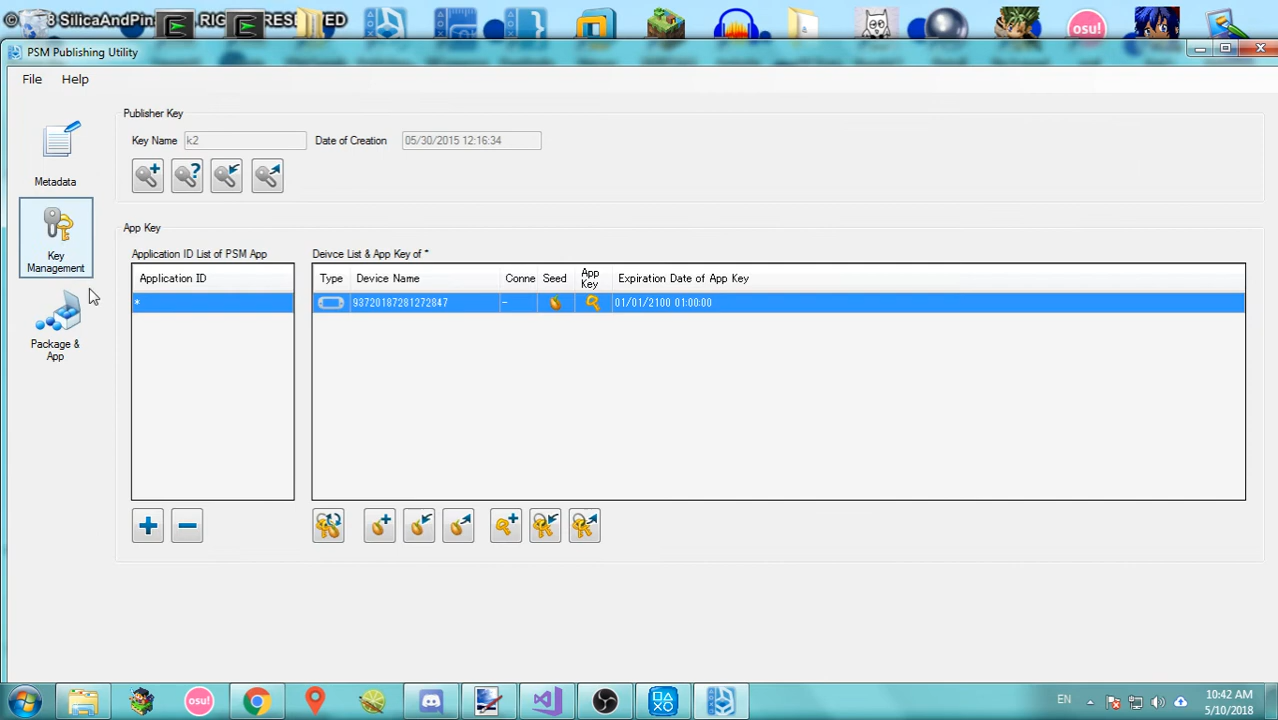 8 SilicaAndPin
RIG
RESERVED
osu!
PSM Publishing Utility
File Help
Metadata
Key
Management
Package &
App
Publisher Key
Key Name k2 Date of Creation 05/30/2015 12:16:34
App Key
Application ID List of PSM App
Deivce List & App Key of *
Application ID
Type Device Name Conne Seed App Key Expiration Date of App Key
*
93720187281272847 - 01/01/2100 01:00:00
osu!
EN
10:42 AM
5/10/2018